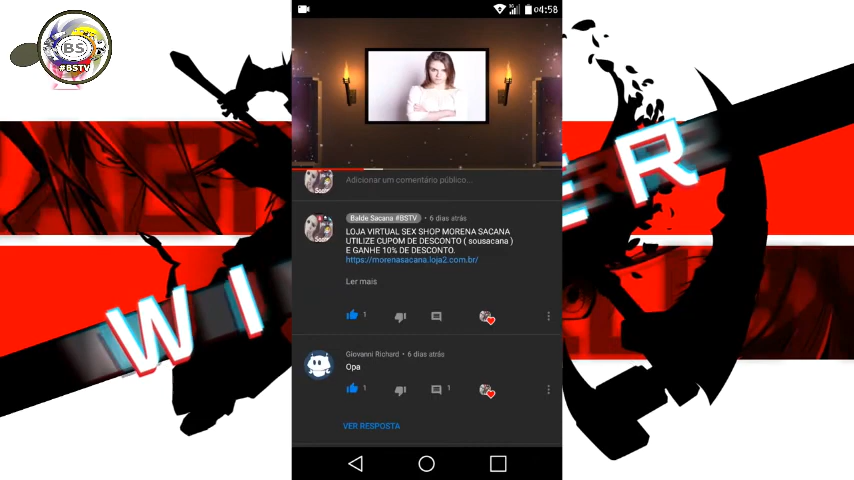 BS
#BSTV
3G
04:58
W I
E R
Adicionar um comentário público...
Balde Sacana #BSTV • 6 dias atrás
LOJA VIRTUAL SEX SHOP MORENA SACANA
UTILIZE CUPOM DE DESCONTO ( sousacana )
E GANHE 10% DE DESCONTO.
https://morenasacana.loja2.com.br/
Ler mais
1
Giovanni Richard • 6 dias atrás
Opa
1
1
VER RESPOSTA